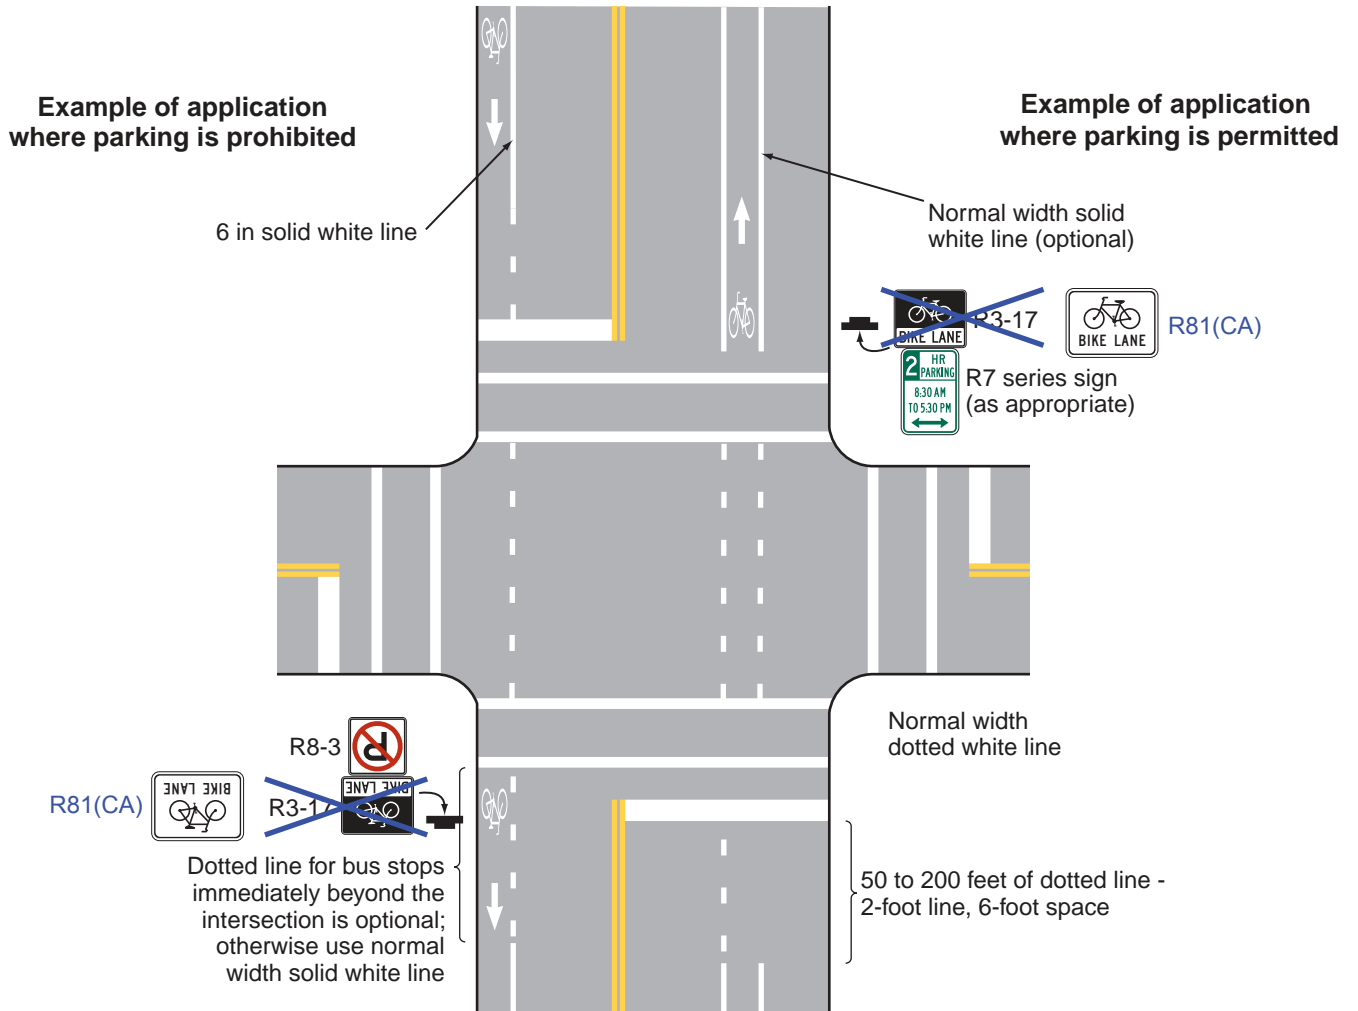 Example of application
where parking is prohibited
Example of application
where parking is permitted
6 in solid white line
Normal width solid
white line (optional)
BIKE LANE
R3-17
BIKE LANE
R81(CA)
2 HR
PARKING
8:30 AM
TO 5:30 PM
R7 series sign
(as appropriate)
Normal width
dotted white line
R8-3
P
R81(CA)
BIKE LANE
R3-17
BIKE LANE
Dotted line for bus stops
immediately beyond the
intersection is optional;
otherwise use normal
width solid white line
50 to 200 feet of dotted line -
2-foot line, 6-foot space